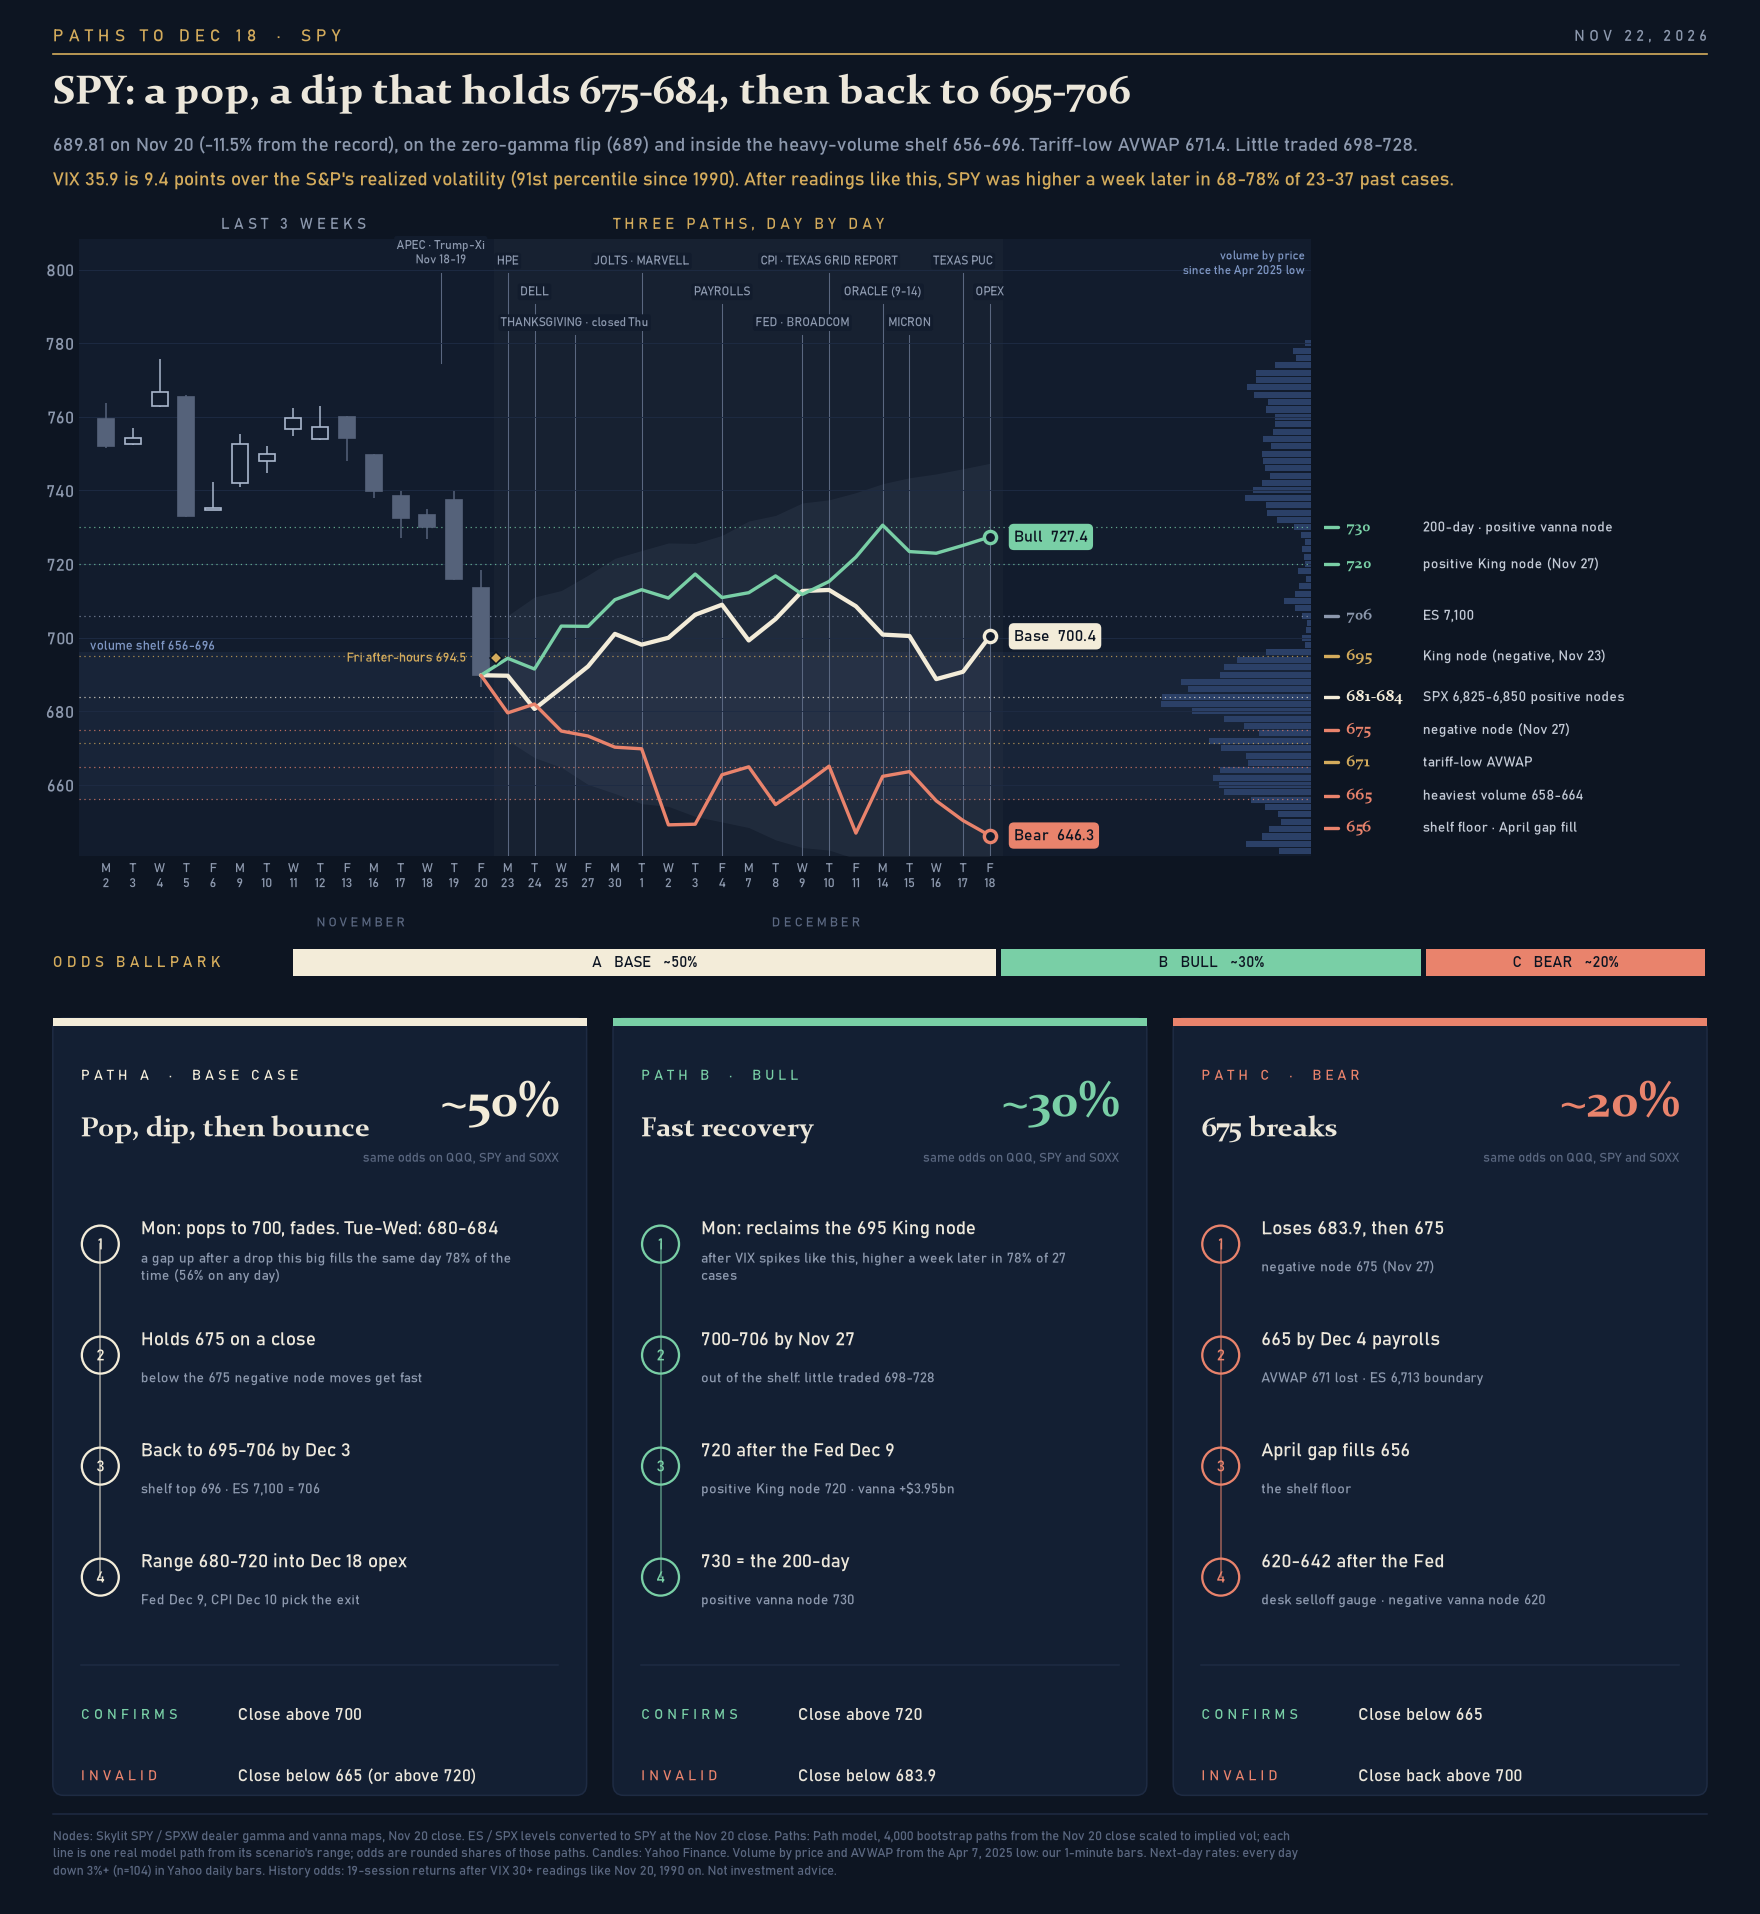 PATHS TO DEC 18 · SPY
NOV 22, 2026
SPY: a pop, a dip that holds 675-684, then back to 695-706
689.81 on Nov 20 (-11.5% from the record), on the zero-gamma flip (689) and inside the heavy-volume shelf 656-696. Tariff-low AVWAP 671.4. Little traded 698-728.
VIX 35.9 is 9.4 points over the S&P's realized volatility (91st percentile since 1990). After readings like this, SPY was higher a week later in 68-78% of 23-37 past cases.
LAST 3 WEEKS
THREE PATHS, DAY BY DAY
APEC · Trump-Xi
Nov 18-19
HPE
JOLTS · MARVELL
CPI · TEXAS GRID REPORT
TEXAS PUC
DELL
PAYROLLS
ORACLE (9-14)
OPEX
THANKSGIVING · closed Thu
FED · BROADCOM
MICRON
volume by price
since the Apr 2025 low
800
780
760
740
720
700
680
660
volume shelf 656-696
Fri after-hours 694.5
Bull 727.4
Base 700.4
Bear 646.3
730 200-day · positive vanna node
720 positive King node (Nov 27)
706 ES 7,100
695 King node (negative, Nov 23)
681-684 SPX 6,825-6,850 positive nodes
675 negative node (Nov 27)
671 tariff-low AVWAP
665 heaviest volume 658-664
656 shelf floor · April gap fill
M T W T F M T W T F M T W T F M T W F M T W T F M T W T F M T W T F
2 3 4 5 6 9 10 11 12 13 16 17 18 19 20 23 24 25 27 30 1 2 3 4 7 8 9 10 11 14 15 16 17 18
NOVEMBER
DECEMBER
ODDS BALLPARK
A BASE ~50%
B BULL ~30%
C BEAR ~20%
PATH A · BASE CASE
~50%
Pop, dip, then bounce
same odds on QQQ, SPY and SOXX
1
Mon: pops to 700, fades. Tue-Wed: 680-684
a gap up after a drop this big fills the same day 78% of the
time (56% on any day)
2
Holds 675 on a close
below the 675 negative node moves get fast
3
Back to 695-706 by Dec 3
shelf top 696 · ES 7,100 = 706
4
Range 680-720 into Dec 18 opex
Fed Dec 9, CPI Dec 10 pick the exit
CONFIRMS Close above 700
INVALID Close below 665 (or above 720)
PATH B · BULL
~30%
Fast recovery
same odds on QQQ, SPY and SOXX
1
Mon: reclaims the 695 King node
after VIX spikes like this, higher a week later in 78% of 27
cases
2
700-706 by Nov 27
out of the shelf: little traded 698-728
3
720 after the Fed Dec 9
positive King node 720 · vanna +$3.95bn
4
730 = the 200-day
positive vanna node 730
CONFIRMS Close above 720
INVALID Close below 683.9
PATH C · BEAR
~20%
675 breaks
same odds on QQQ, SPY and SOXX
1
Loses 683.9, then 675
negative node 675 (Nov 27)
2
665 by Dec 4 payrolls
AVWAP 671 lost · ES 6,713 boundary
3
April gap fills 656
the shelf floor
4
620-642 after the Fed
desk selloff gauge · negative vanna node 620
CONFIRMS Close below 665
INVALID Close back above 700
Nodes: Skylit SPY / SPXW dealer gamma and vanna maps, Nov 20 close. ES / SPX levels converted to SPY at the Nov 20 close. Paths: Path model, 4,000 bootstrap paths from the Nov 20 close scaled to implied vol; each
line is one real model path from its scenario's range; odds are rounded shares of those paths. Candles: Yahoo Finance. Volume by price and AVWAP from the Apr 7, 2025 low: our 1-minute bars. Next-day rates: every day
down 3%+ (n=104) in Yahoo daily bars. History odds: 19-session returns after VIX 30+ readings like Nov 20, 1990 on. Not investment advice.